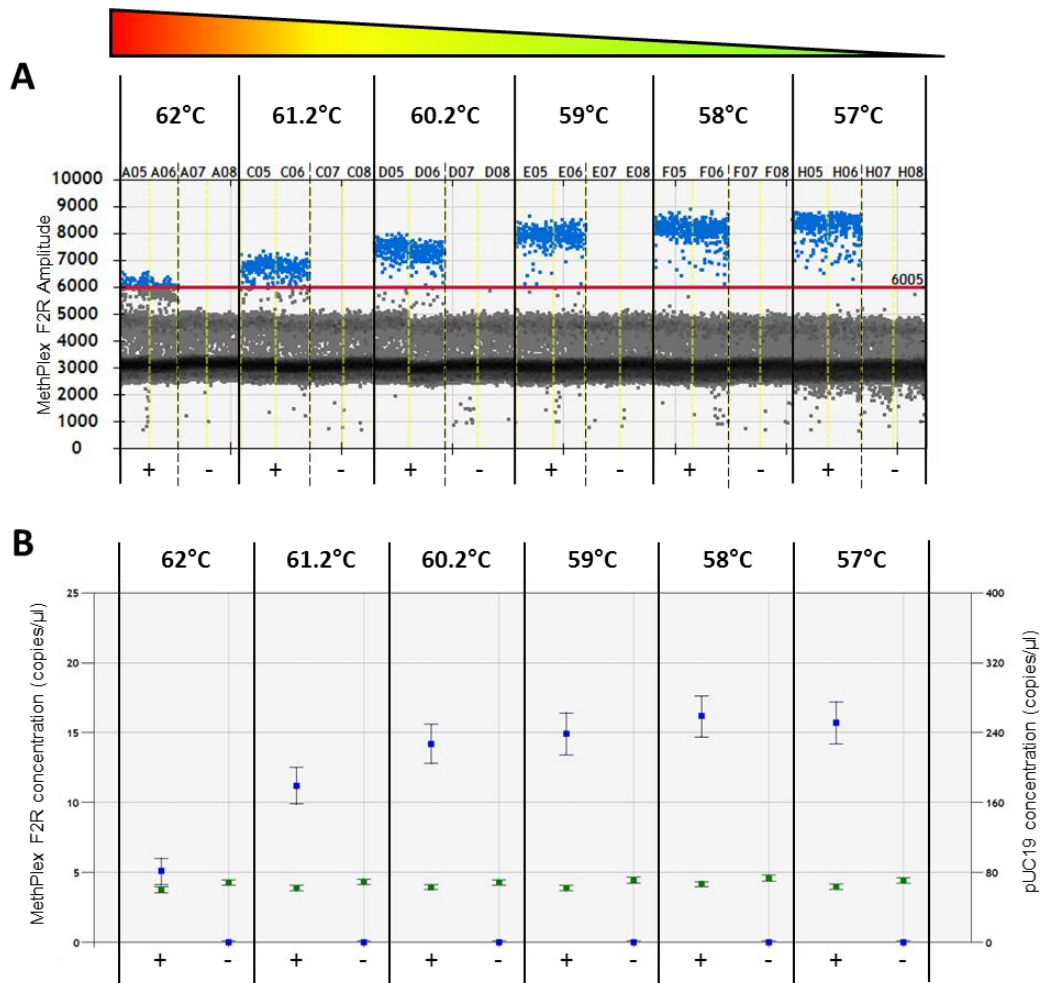 A
62°C 61.2°C 60.2°C 59°C 58°C 57°C
A05 A06 A07 A08 C05 C06 C07 C08 D05 D06 D07 D08 E05 E06 E07 E08 F05 F06 F07 F08 H05 H06 H07 H08
MethPlex F2R Amplitude
10000
9000
8000
7000
6000
5000
4000
3000
2000
1000
0
6005
+ - + - + - + - + - + -
B
62°C 61.2°C 60.2°C 59°C 58°C 57°C
MethPlex F2R concentration (copies/µl)
25
20
15
10
5
0
400
320
240
160
80
0
pUC19 concentration (copies/µl)
+ - + - + - + - + - + -